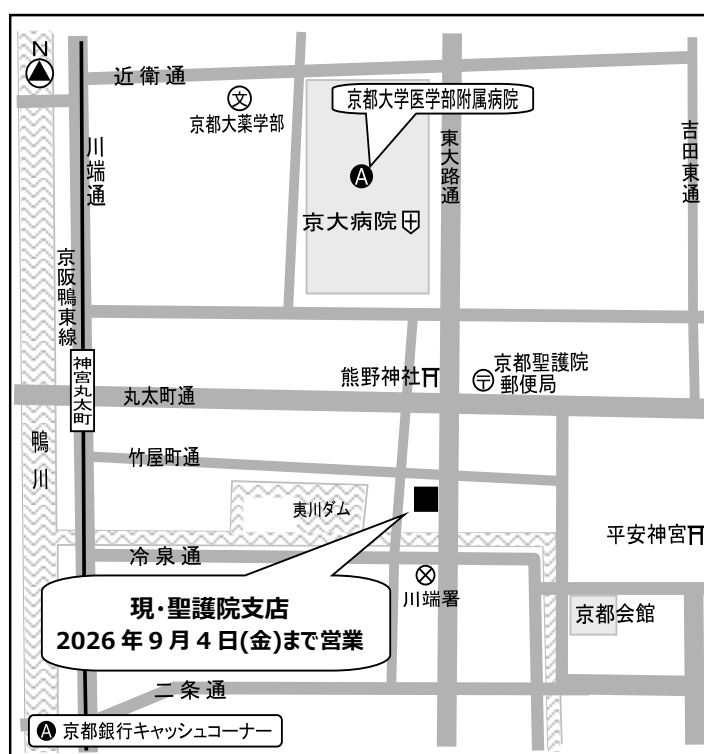 N
近衛通
文
京都大薬学部
京都大学医学部附属病院
A
京大病院
川端通
東大路通
吉田東通
京阪鴨東線
神宮丸太町
熊野神社
京都聖護院
郵便局
丸太町通
鴨川
竹屋町通
夷川ダム
平安神宮
冷泉通
川端署
現・聖護院支店
2026年9月4日(金)まで営業
京都会館
二条通
A 京都銀行キャッシュコーナー